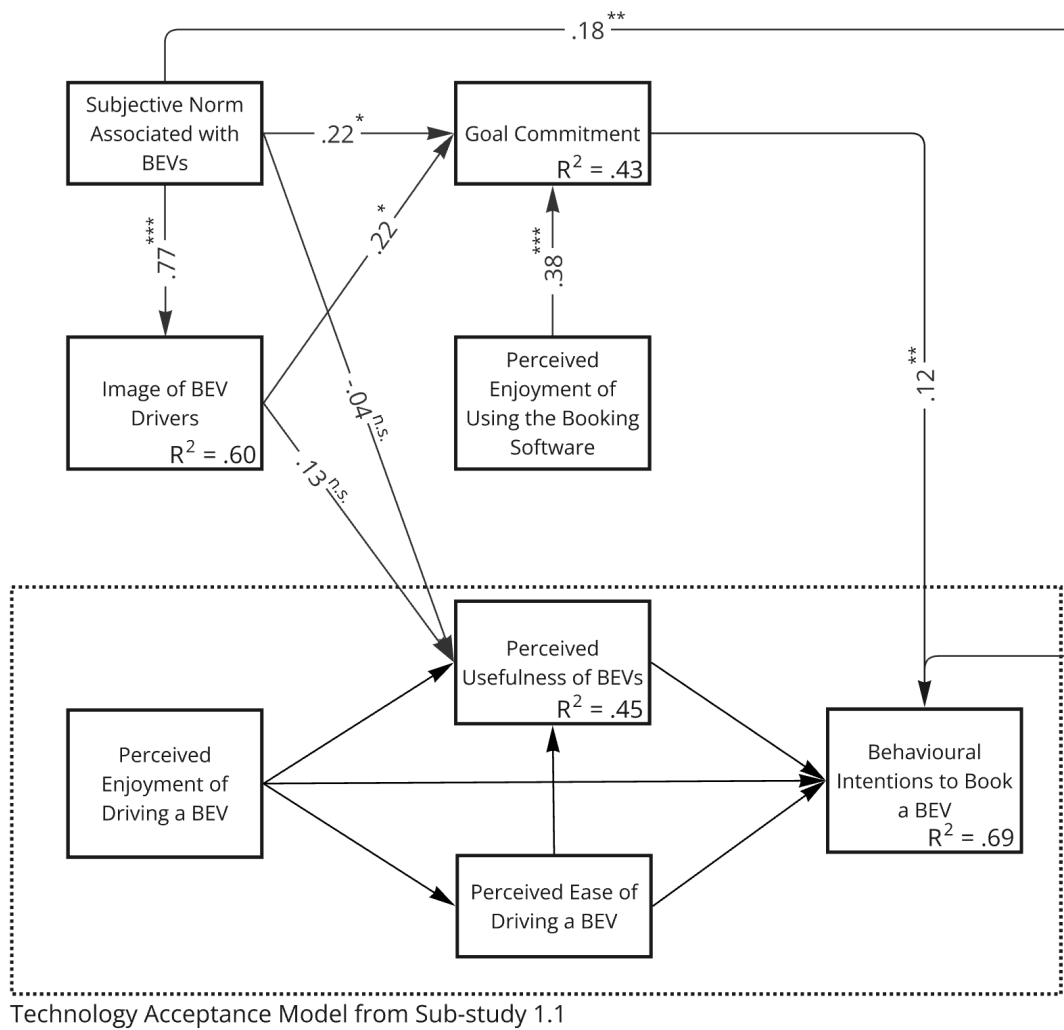 .18**
Subjective Norm
Associated with
BEVs
.22*
Goal Commitment
R² = .43
.77***
.22*
.38***
Image of BEV
Drivers
R² = .60
Perceived
Enjoyment of
Using the Booking
Software
.12**
-.04n.s.
.13n.s.
Perceived
Usefulness of BEVs
R² = .45
Perceived
Enjoyment of
Driving a BEV
Behavioural
Intentions to Book
a BEV
R² = .69
Perceived Ease of
Driving a BEV
Technology Acceptance Model from Sub-study 1.1